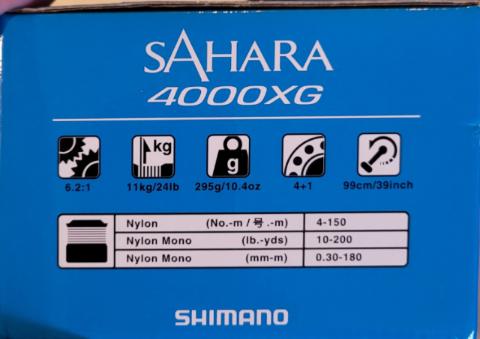 SAHARA
4000XG
kg
g
6.2:1 11kg/24lb 295g/10.4oz 4+1 99cm/39inch
Nylon (No.-m / 号.-m) 4-150
Nylon Mono (lb.-yds) 10-200
Nylon Mono (mm-m) 0.30-180
SHIMANO